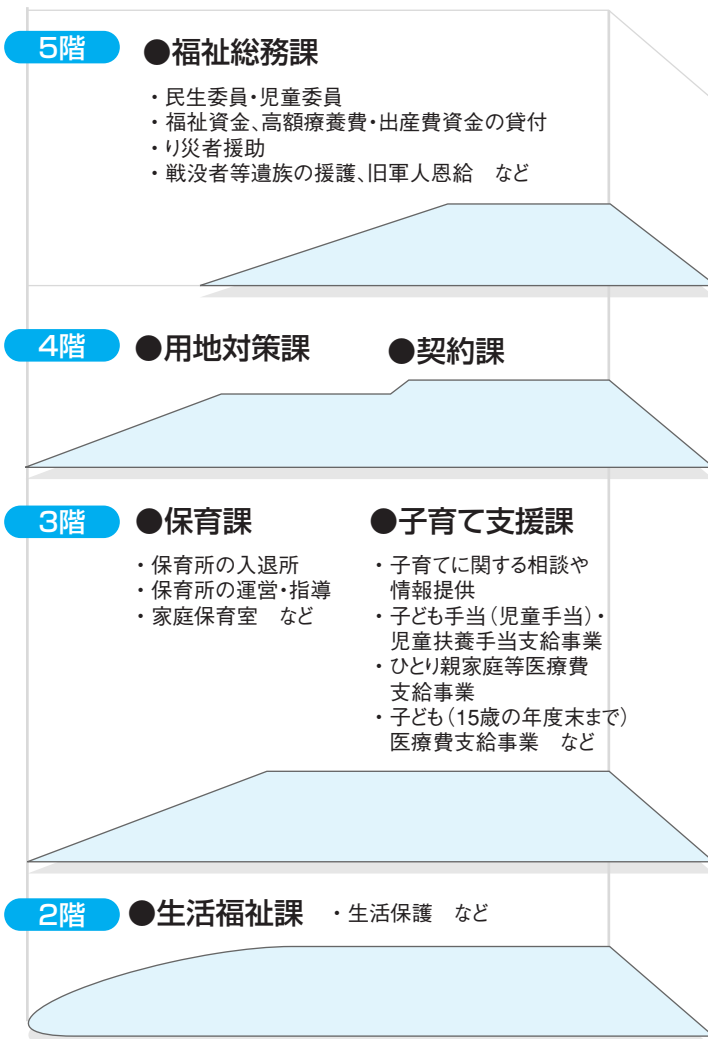 5階 ●福祉総務課
・民生委員・児童委員
・福祉資金、高額療養費・出産費資金の貸付
・り災者援助
・戦没者等遺族の援護、旧軍人恩給　など
4階 ●用地対策課 ●契約課
3階 ●保育課
・保育所の入退所
・保育所の運営・指導
・家庭保育室　など
●子育て支援課
・子育てに関する相談や
情報提供
・子ども手当（児童手当）・
児童扶養手当支給事業
・ひとり親家庭等医療費
支給事業
・子ども（15歳の年度末まで）
医療費支給事業　など
2階 ●生活福祉課 ・生活保護　など